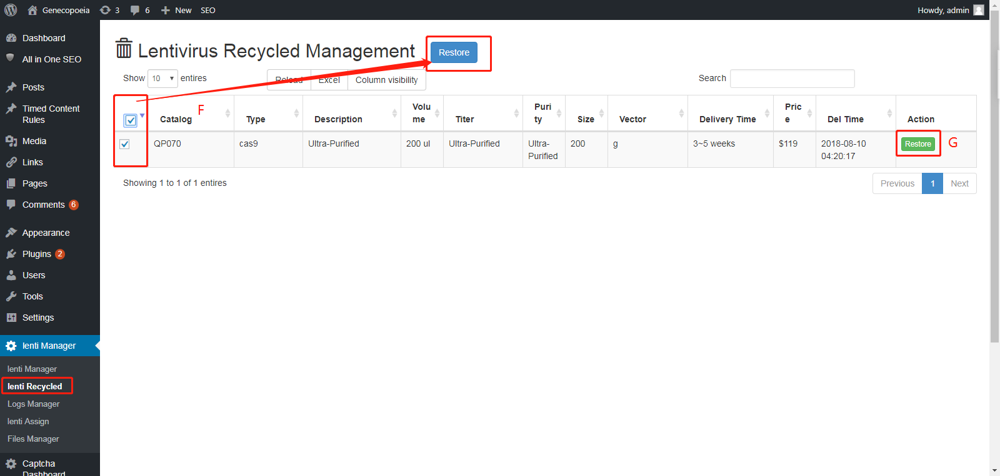 Genecopoeia 3 6 New SEO Howdy, admin
Dashboard
All in One SEO
Posts
Timed Content
Rules
Media
Links
Pages
Comments 6
Appearance
Plugins 2
Users
Tools
Settings
lenti Manager
lenti Manager
lenti Recycled
Logs Manager
lenti Assign
Files Manager
Captcha
Dashboard
Lentivirus Recycled Management Restore
Show 10 entires Reload Excel Column visibility Search
F
Catalog Type Description Volu
me Titer Puri
ty Size Vector Delivery Time Pric
e Del Time Action
QP070 cas9 Ultra-Purified 200 ul Ultra-Purified Ultra-
Purified 200 g 3~5 weeks $119 2018-08-10
04:20:17 Restore G
Showing 1 to 1 of 1 entires Previous 1 Next